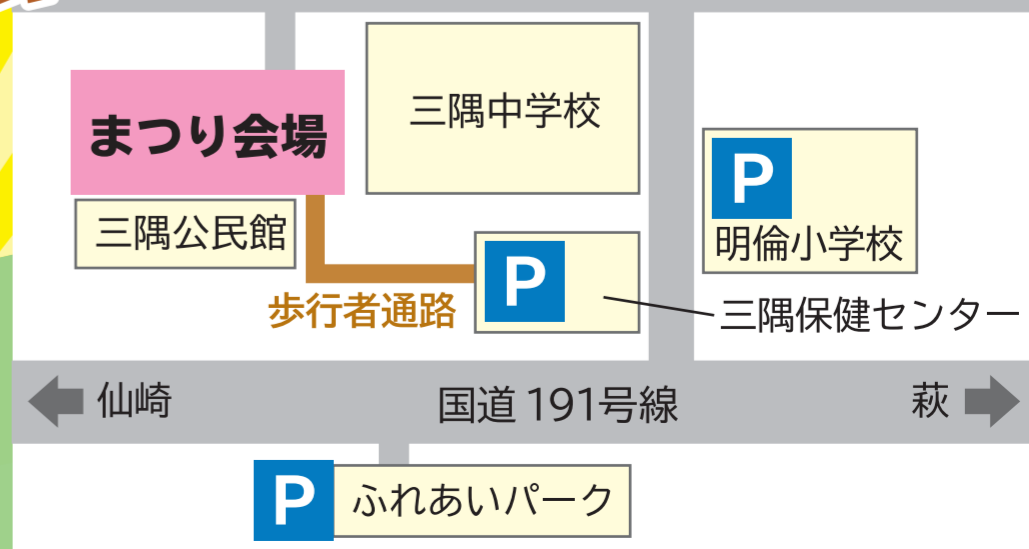 まつり会場
三隅中学校
P
明倫小学校
三隅公民館
P
歩行者通路
三隅保健センター
仙崎
国道191号線
萩
P
ふれあいパーク